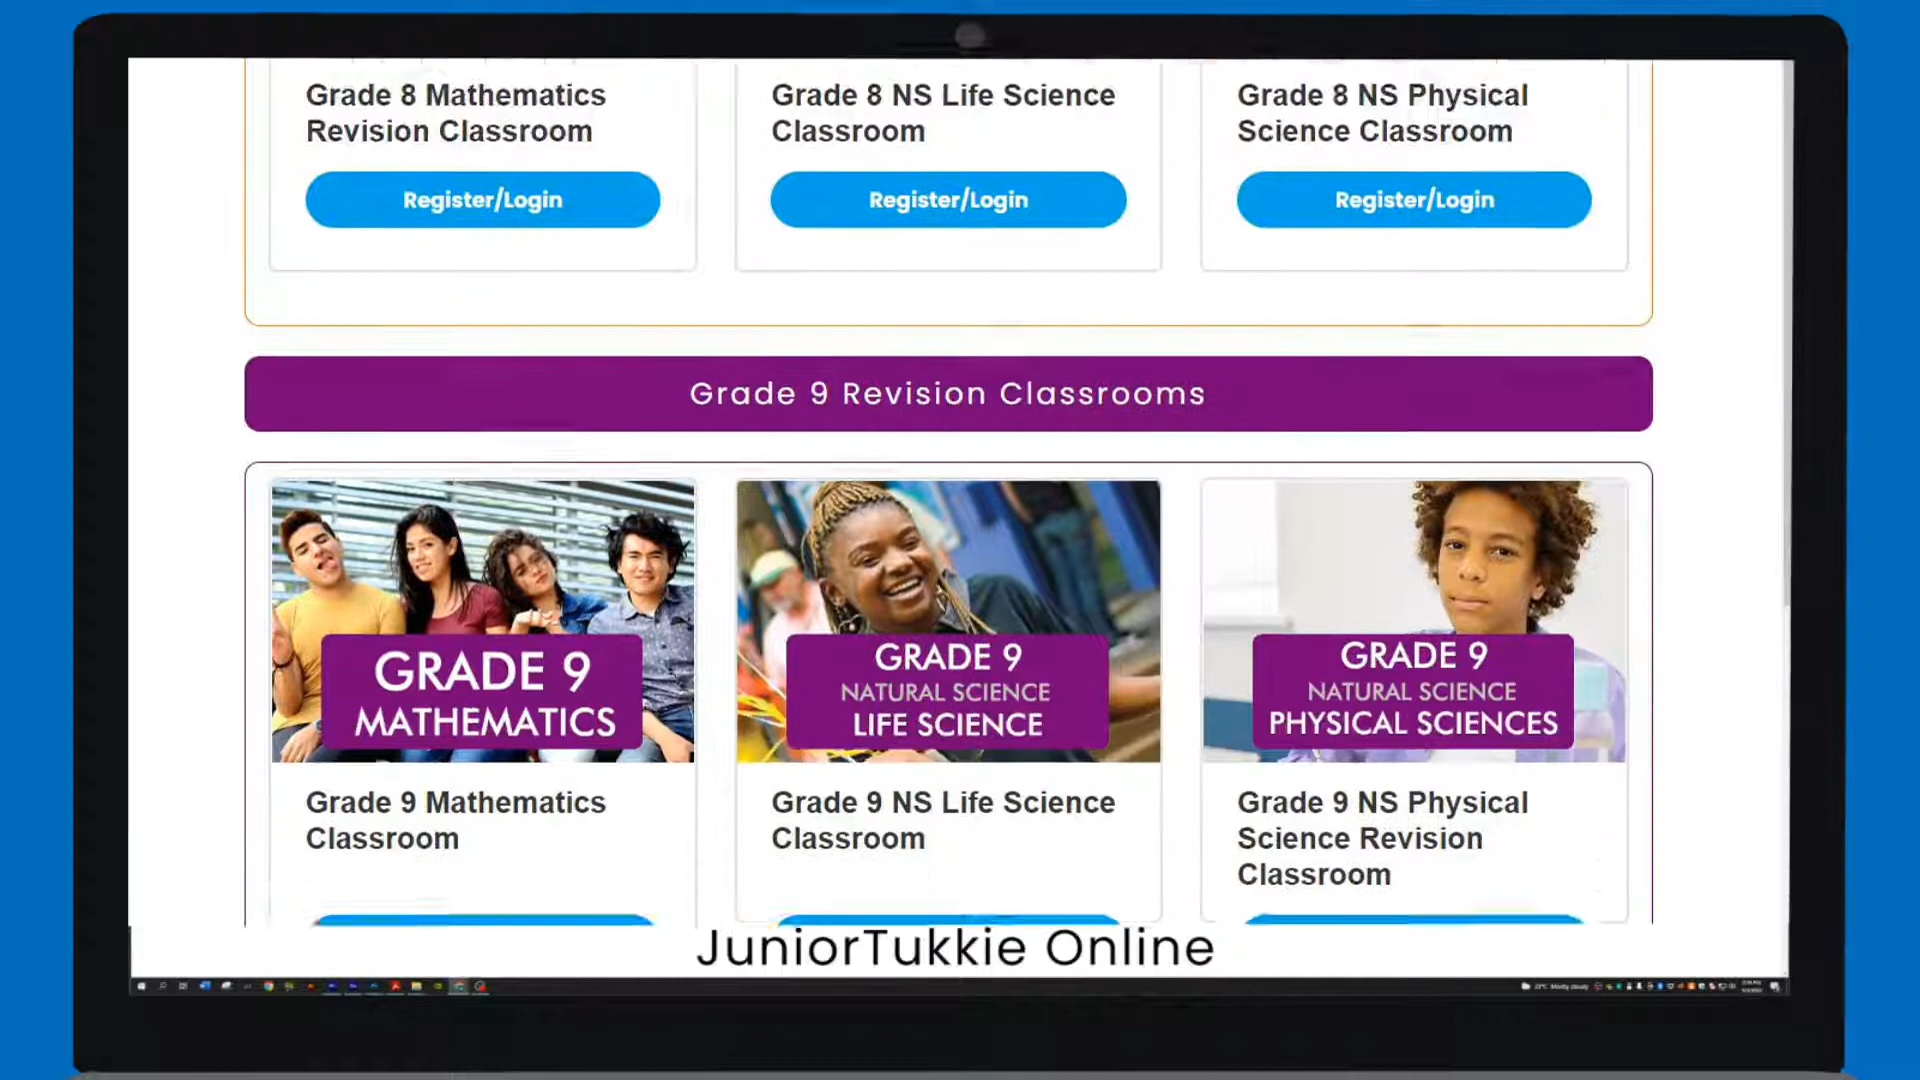 Grade 8 Mathematics
Revision Classroom
Register/Login
Grade 8 NS Life Science
Classroom
Register/Login
Grade 8 NS Physical
Science Classroom
Register/Login
Grade 9 Revision Classrooms
GRADE 9
MATHEMATICS
Grade 9 Mathematics
Classroom
GRADE 9
NATURAL SCIENCE
LIFE SCIENCE
Grade 9 NS Life Science
Classroom
GRADE 9
NATURAL SCIENCE
PHYSICAL SCIENCES
Grade 9 NS Physical
Science Revision
Classroom
JuniorTukkie Online